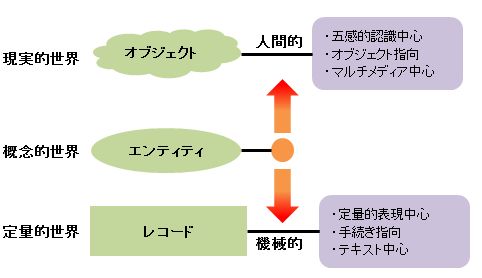 現実的世界
オブジェクト
人間的
・五感的認識中心
・オブジェクト指向
・マルチメディア中心
概念的世界
エンティティ
定量的世界
レコード
機械的
・定量的表現中心
・手続き指向
・テキスト中心